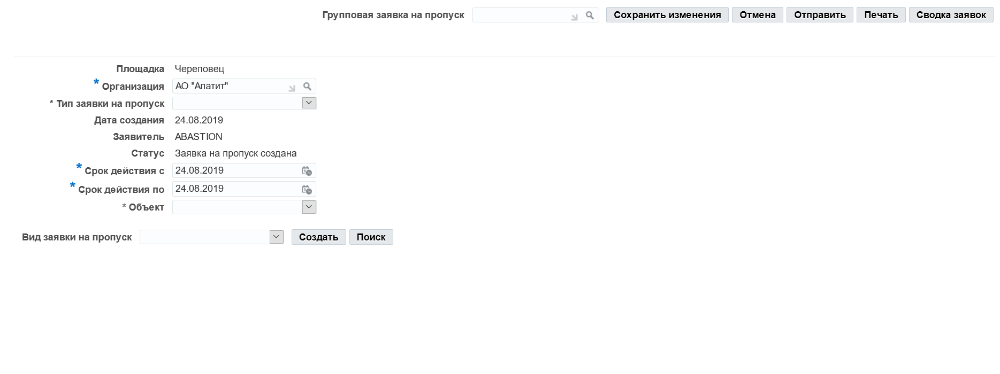 Групповая заявка на пропуск Сохранить изменения Отмена Отправить Печать Сводка заявок
Площадка Череповец
* Организация АО "Апатит"
* Тип заявки на пропуск
Дата создания 24.08.2019
Заявитель ABASTION
Статус Заявка на пропуск создана
* Срок действия с 24.08.2019
* Срок действия по 24.08.2019
* Объект
Вид заявки на пропуск Создать Поиск